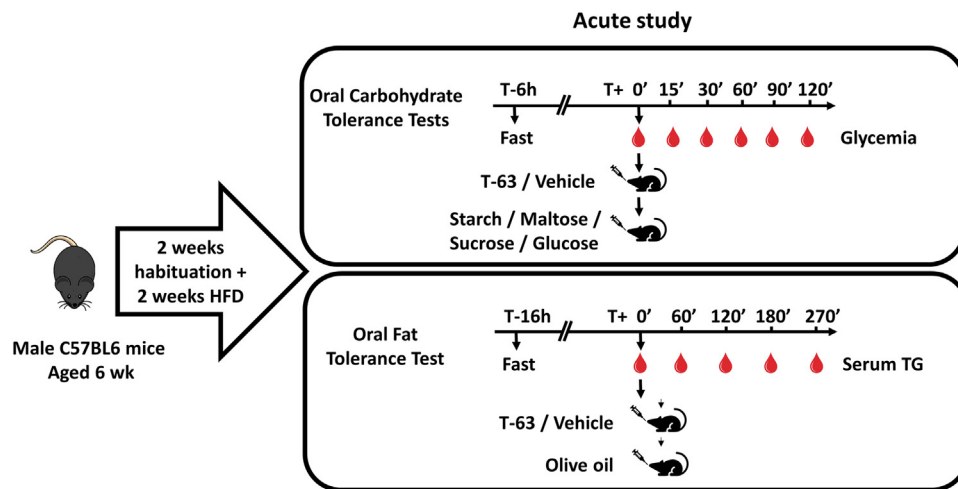 Acute study
Oral Carbohydrate
Tolerance Tests
T-6h
T+ 0’ 15’ 30’ 60’ 90’ 120’
Fast
Glycemia
T-63 / Vehicle
Starch / Maltose /
Sucrose / Glucose
2 weeks
habituation +
2 weeks HFD
Male C57BL6 mice
Aged 6 wk
Oral Fat
Tolerance Test
T-16h
T+ 0’ 60’ 120’ 180’ 270’
Fast
Serum TG
T-63 / Vehicle
Olive oil